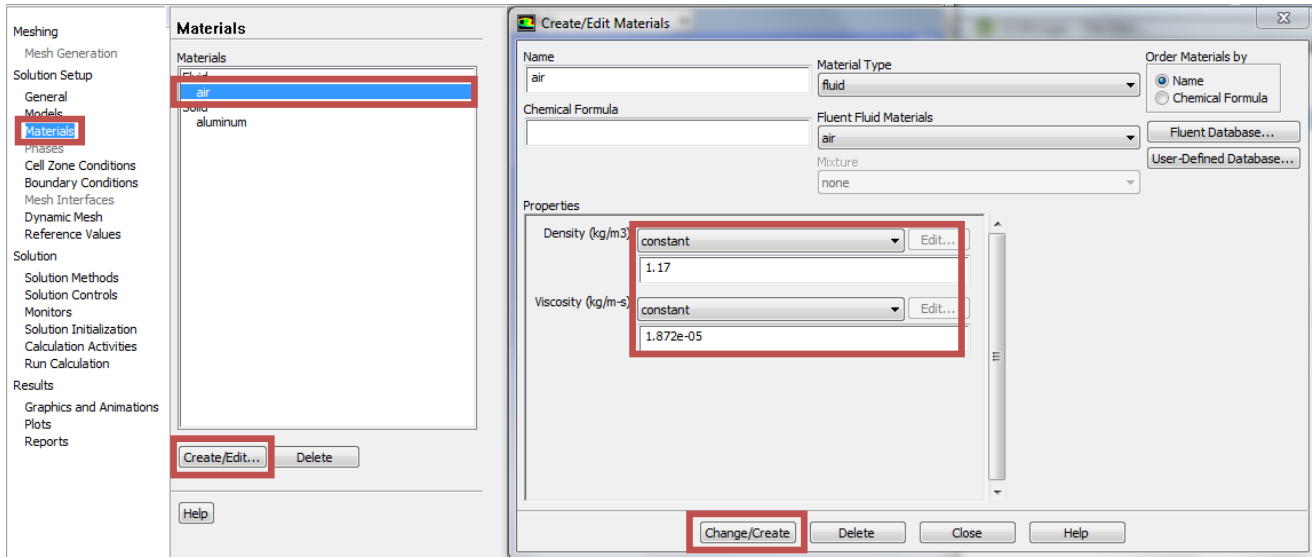 Meshing
Mesh Generation
Solution Setup
General
Models
Materials
Phases
Cell Zone Conditions
Boundary Conditions
Mesh Interfaces
Dynamic Mesh
Reference Values
Solution
Solution Methods
Solution Controls
Monitors
Solution Initialization
Calculation Activities
Run Calculation
Results
Graphics and Animations
Plots
Reports
Materials
Materials
Fluid
air
Solid
aluminum
Create/Edit... Delete
Help
Create/Edit Materials
Name
air
Chemical Formula
Material Type
fluid
Fluent Fluid Materials
air
Mixture
none
Order Materials by
Name
Chemical Formula
Fluent Database...
User-Defined Database...
Properties
Density (kg/m3) constant Edit...
1.17
Viscosity (kg/m-s) constant Edit...
1.872e-05
Change/Create Delete Close Help